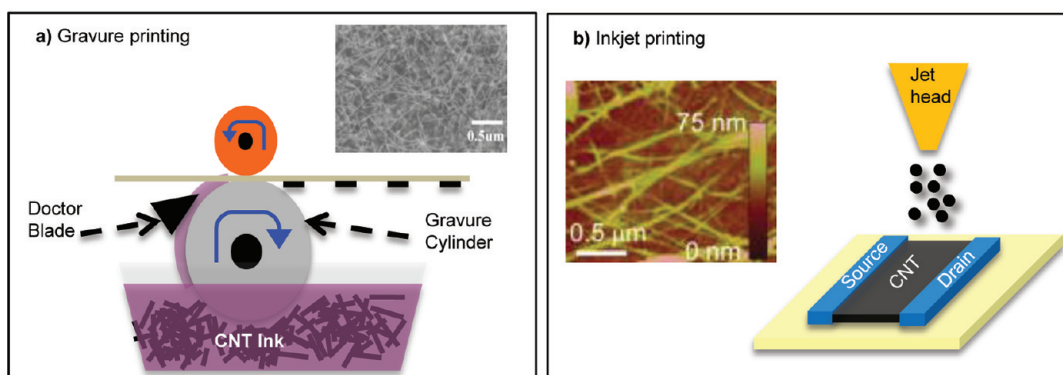 a) Gravure printing
0.5um
Doctor
Blade
Gravure
Cylinder
CNT Ink
b) Inkjet printing
Jet
head
75 nm
0.5 µm
0 nm
Source
CNT
Drain